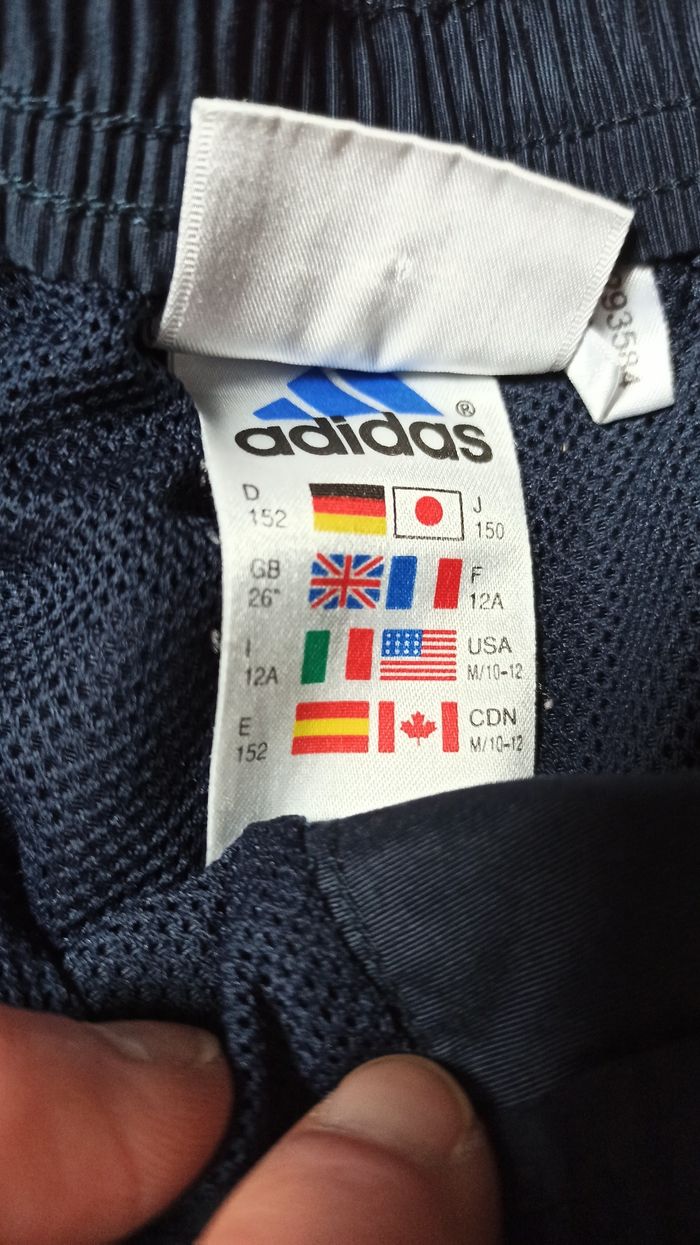 adidas®
D
152
J
150
GB
26"
F
12A
I
12A
USA
M/10-12
E
152
CDN
M/10-12